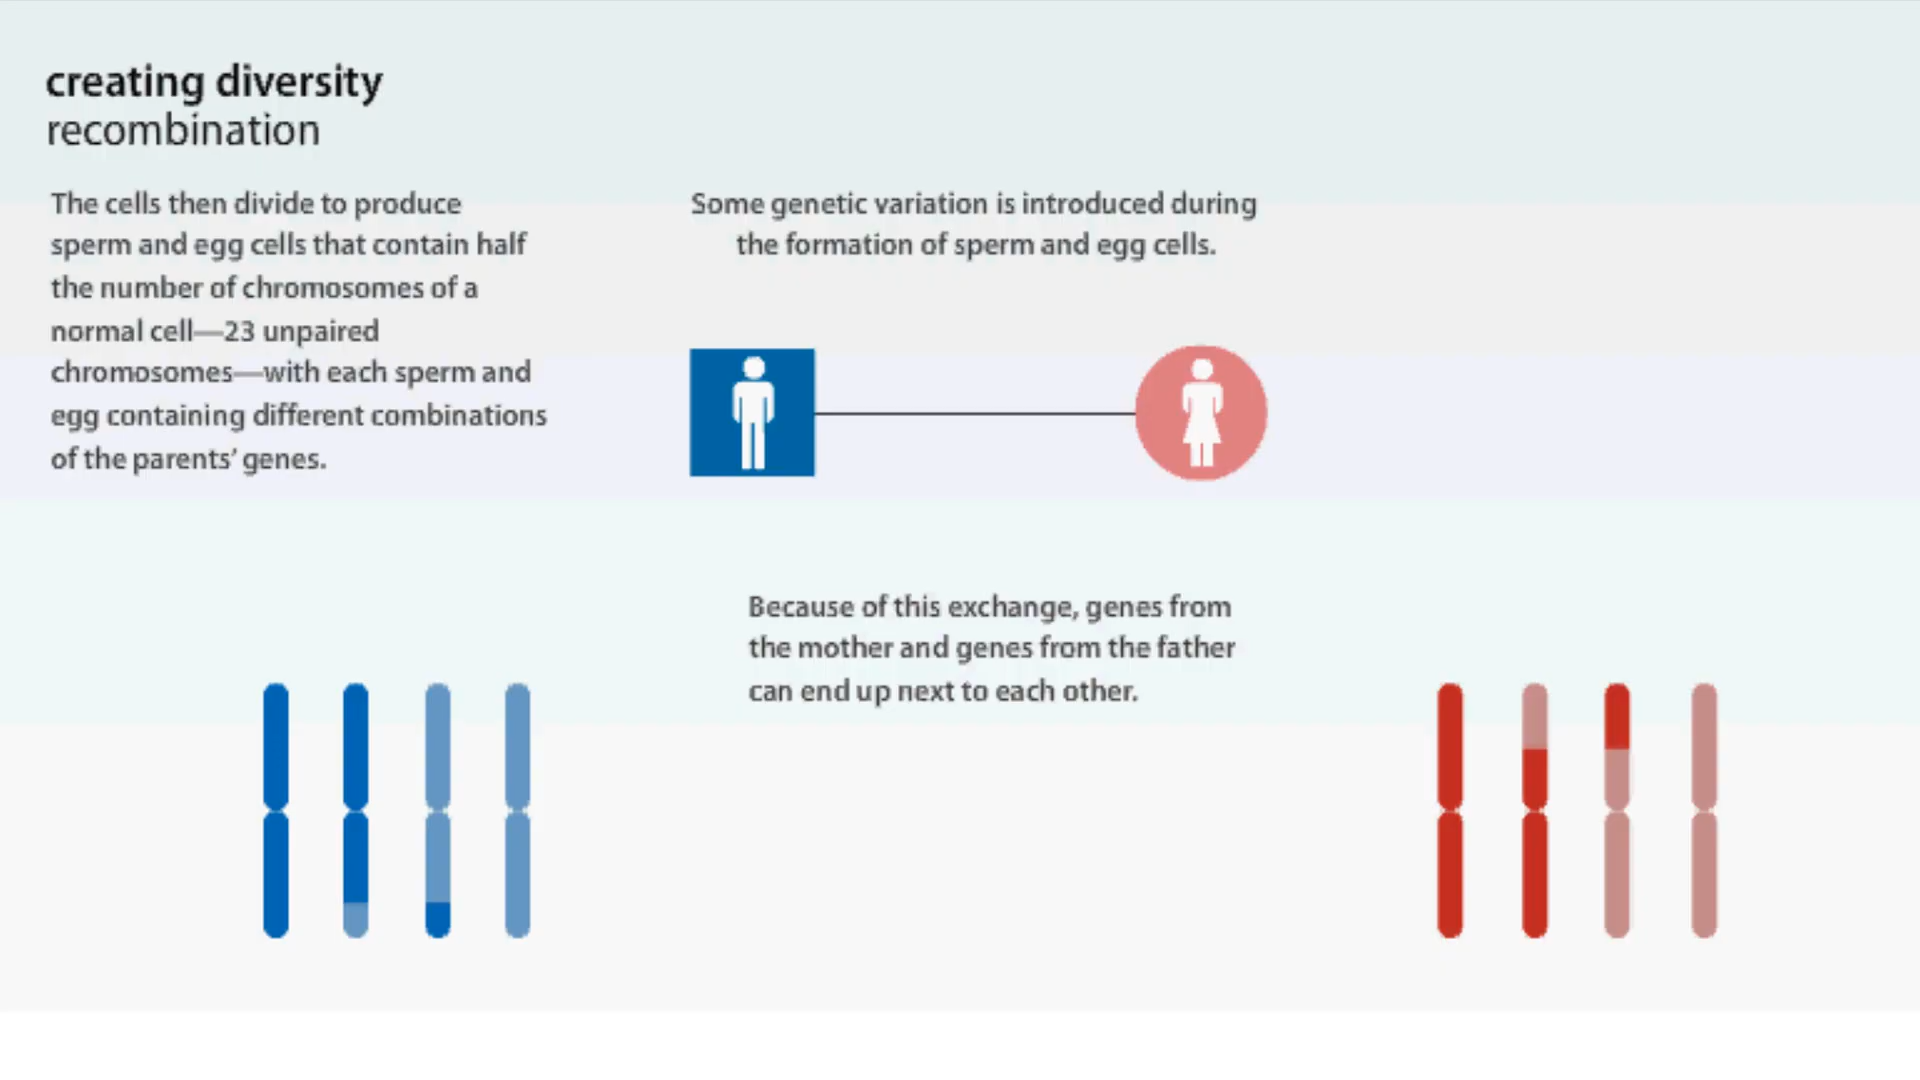 creating diversity
recombination
The cells then divide to produce
sperm and egg cells that contain half
the number of chromosomes of a
normal cell—23 unpaired
chromosomes—with each sperm and
egg containing different combinations
of the parents’ genes.
Some genetic variation is introduced during
the formation of sperm and egg cells.
Because of this exchange, genes from
the mother and genes from the father
can end up next to each other.